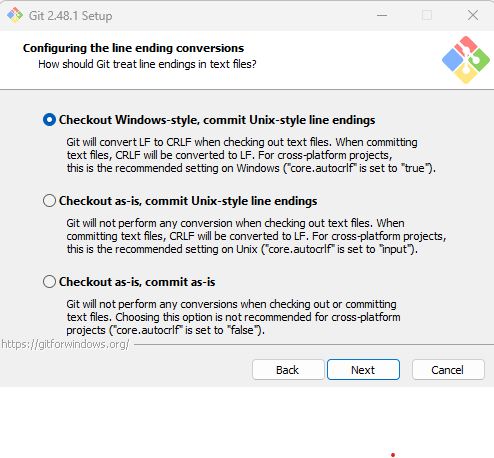 Git 2.48.1 Setup
Configuring the line ending conversions
How should Git treat line endings in text files?
Checkout Windows-style, commit Unix-style line endings
Git will convert LF to CRLF when checking out text files. When committing
text files, CRLF will be converted to LF. For cross-platform projects,
this is the recommended setting on Windows ("core.autocrlf" is set to "true").
Checkout as-is, commit Unix-style line endings
Git will not perform any conversion when checking out text files. When
committing text files, CRLF will be converted to LF. For cross-platform projects,
this is the recommended setting on Unix ("core.autocrlf" is set to "input").
Checkout as-is, commit as-is
Git will not perform any conversions when checking out or committing
text files. Choosing this option is not recommended for cross-platform
projects ("core.autocrlf" is set to "false").
https://gitforwindows.org/
Back Next Cancel